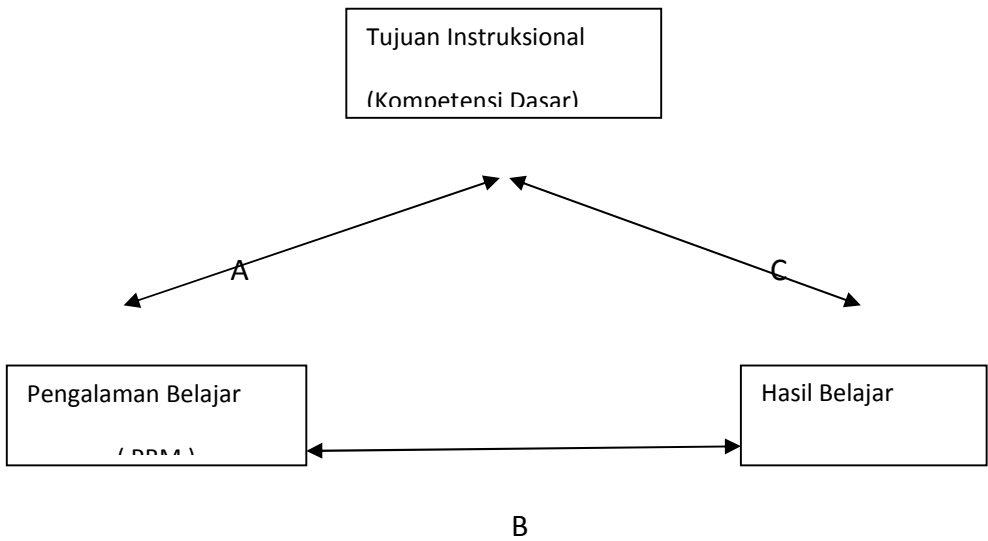 Tujuan Instruksional
(Kompetensi Dasar)
A
C
Pengalaman Belajar
Hasil Belajar
B